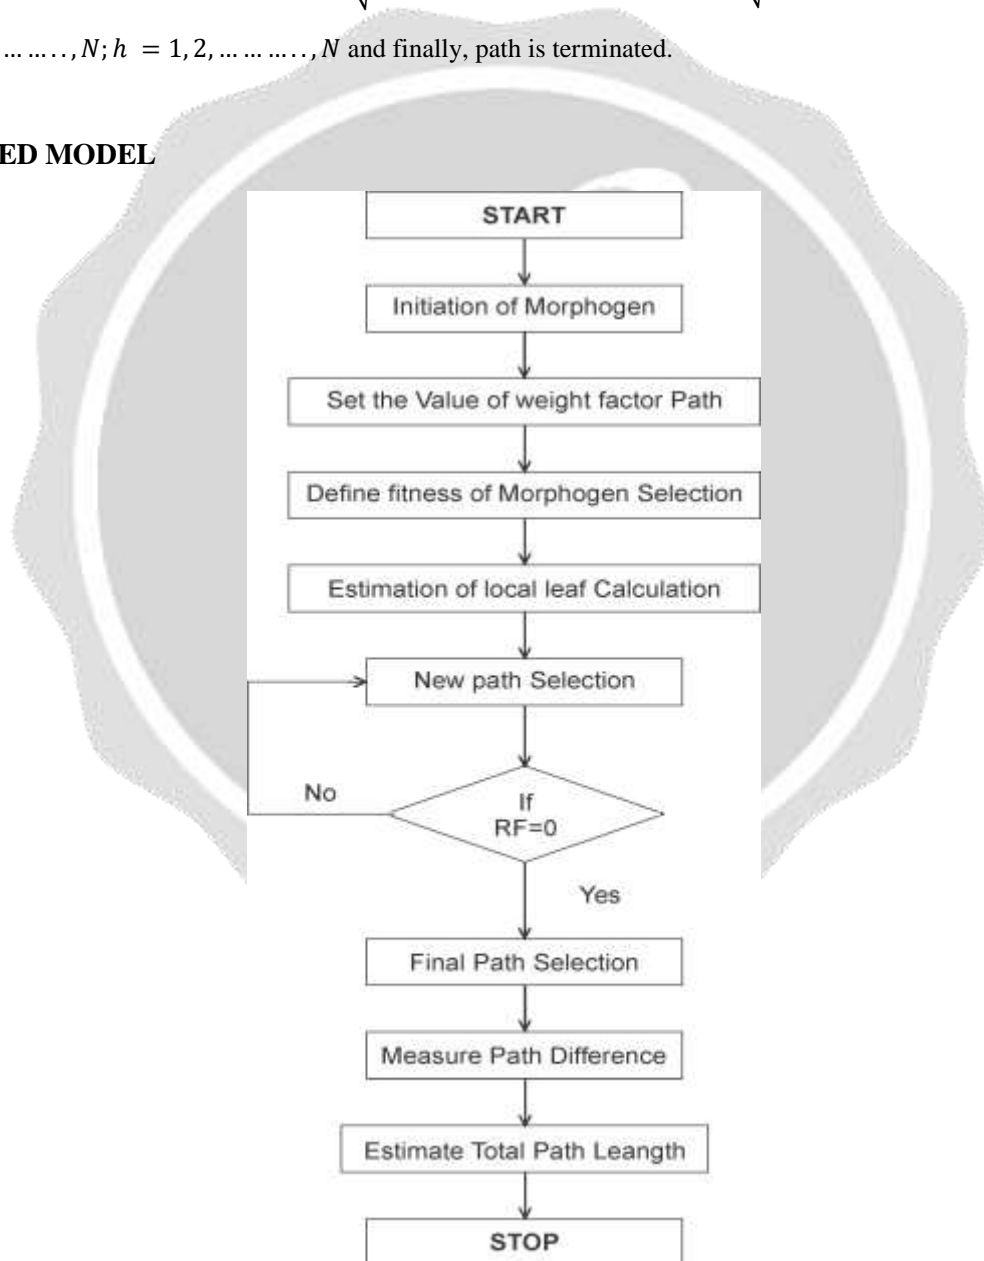 … … . . , N; h = 1, 2, … … … . . , N and finally, path is terminated.
ED MODEL
START
Initiation of Morphogen
Set the Value of weight factor Path
Define fitness of Morphogen Selection
Estimation of local leaf Calculation
New path Selection
No
If
RF=0
Yes
Final Path Selection
Measure Path Difference
Estimate Total Path Leangth
STOP